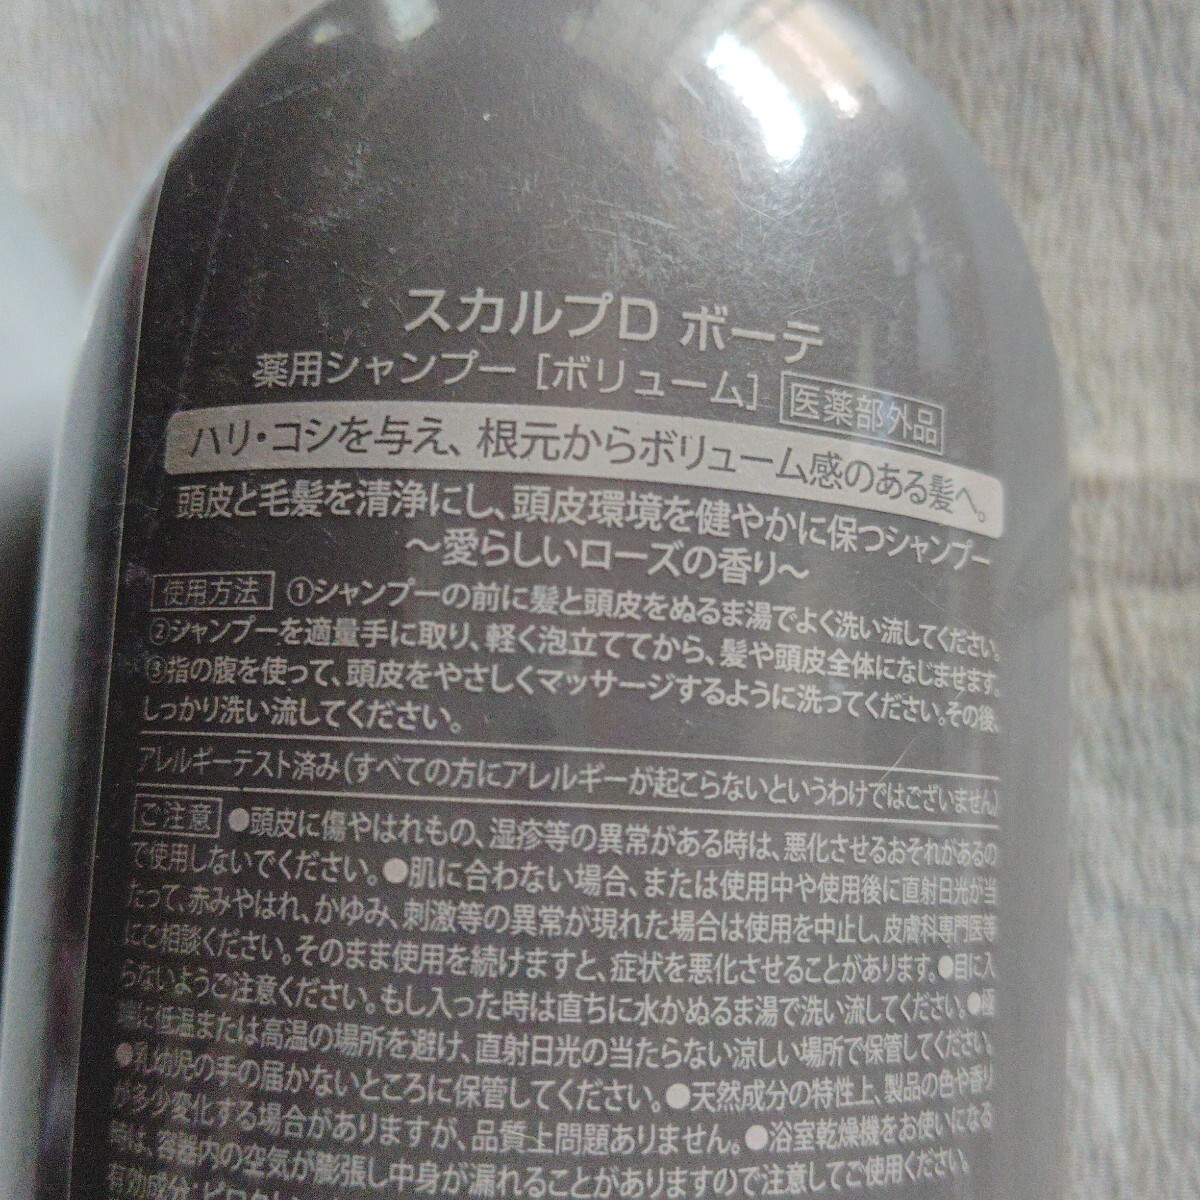 スカルプD ボーテ
薬用シャンプー [ボリューム] 医薬部外品
ハリ・コシを与え、根元からボリューム感のある髪へ。
頭皮と毛髪を清浄にし、頭皮環境を健やかに保つシャンプー
〜愛らしいローズの香り〜
使用方法 ①シャンプーの前に髪と頭皮をぬるま湯でよく洗い流してください。
②シャンプーを適量手に取り、軽く泡立ててから、髪や頭皮全体になじませます。
③指の腹を使って、頭皮をやさしくマッサージするように洗ってください。その後、
しっかり洗い流してください。
アレルギーテスト済み(すべての方にアレルギーが起こらないというわけではございません)
ご注意 ●頭皮に傷やはれもの、湿疹等の異常がある時は、悪化させるおそれがあるの
で使用しないでください。●肌に合わない場合、または使用中や使用後に直射日光が当
たって、赤みやはれ、かゆみ、刺激等の異常が現れた場合は使用を中止し、皮膚科専門医等
にご相談ください。そのまま使用を続けますと、症状を悪化させることがあります。●目に入
らないようご注意ください。もし入った時は直ちに水かぬるま湯で洗い流してください。●極
端に低温または高温の場所を避け、直射日光の当たらない涼しい場所で保管してください。
●乳幼児の手の届かないところに保管してください。●天然成分の特性上、製品の色や香り
が多少変化する場合がありますが、品質上問題ありません。●浴室乾燥機をお使いになる
時は、容器内の空気が膨張し中身が漏れることがありますので注意してご使用ください。
有効成分:ピロクトン